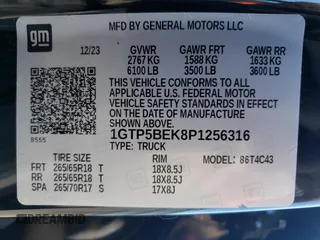 gm
MFD BY GENERAL MOTORS LLC
12/23 GVWR GAWR FRT GAWR RR
2767 KG 1588 KG 1633 KG
6100 LB 3500 LB 3600 LB
THIS VEHICLE CONFORMS TO ALL
APPLICABLE U.S. FEDERAL MOTOR
VEHICLE SAFETY STANDARDS IN EFFECT
ON THE DATE OF MANUFACTURE
SHOWN ABOVE.
8555
1GTP5BEK8P1256316
TYPE: TRUCK
RIM MODEL: 86T4C43
FRT 265/65R18 T 18X8.5J
RR 265/65R18 T 18X8.5J
SPA 265/70R17 S 17X8J
DREAMBID